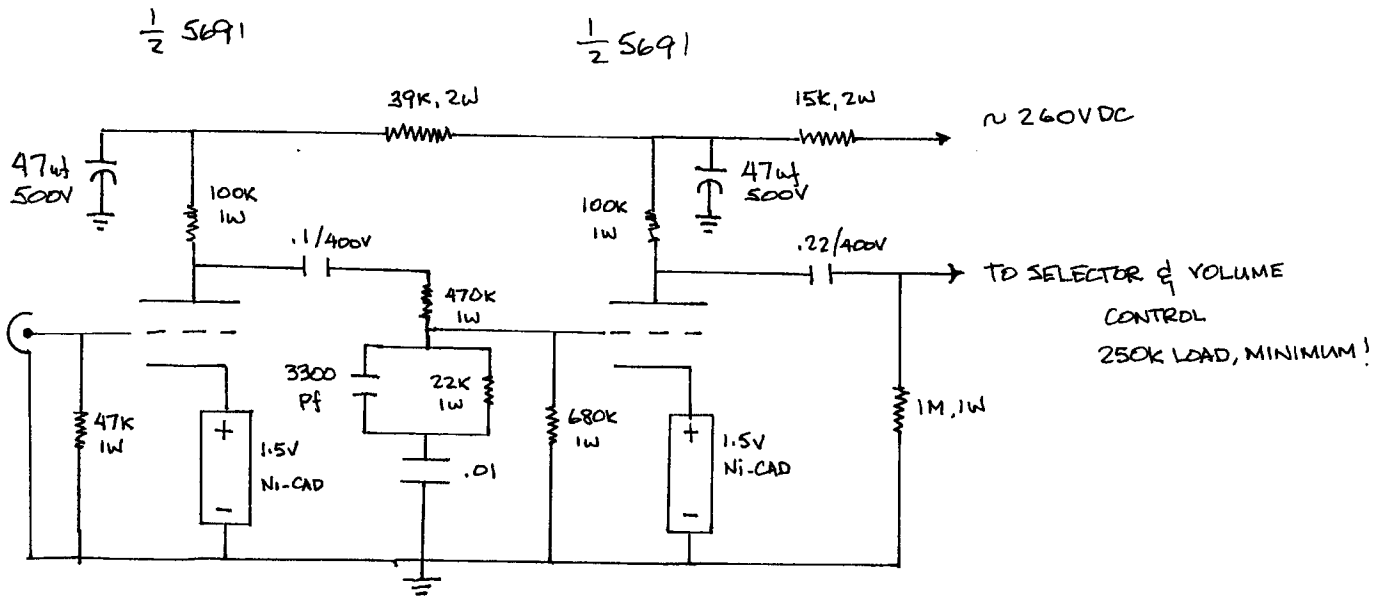 1/2 5691
1/2 5691
39K, 2W
15K, 2W
~ 260VDC
47uf
500V
100K
1W
.1/400V
470K
1W
100K
1W
47uf
500V
.22/400V
TO SELECTOR & VOLUME
CONTROL
250K LOAD, MINIMUM!
47K
1W
+
1.5V
Ni-CAD
-
3300
Pf
22K
1W
.01
680K
1W
+
1.5V
Ni-CAD
-
1M, 1W